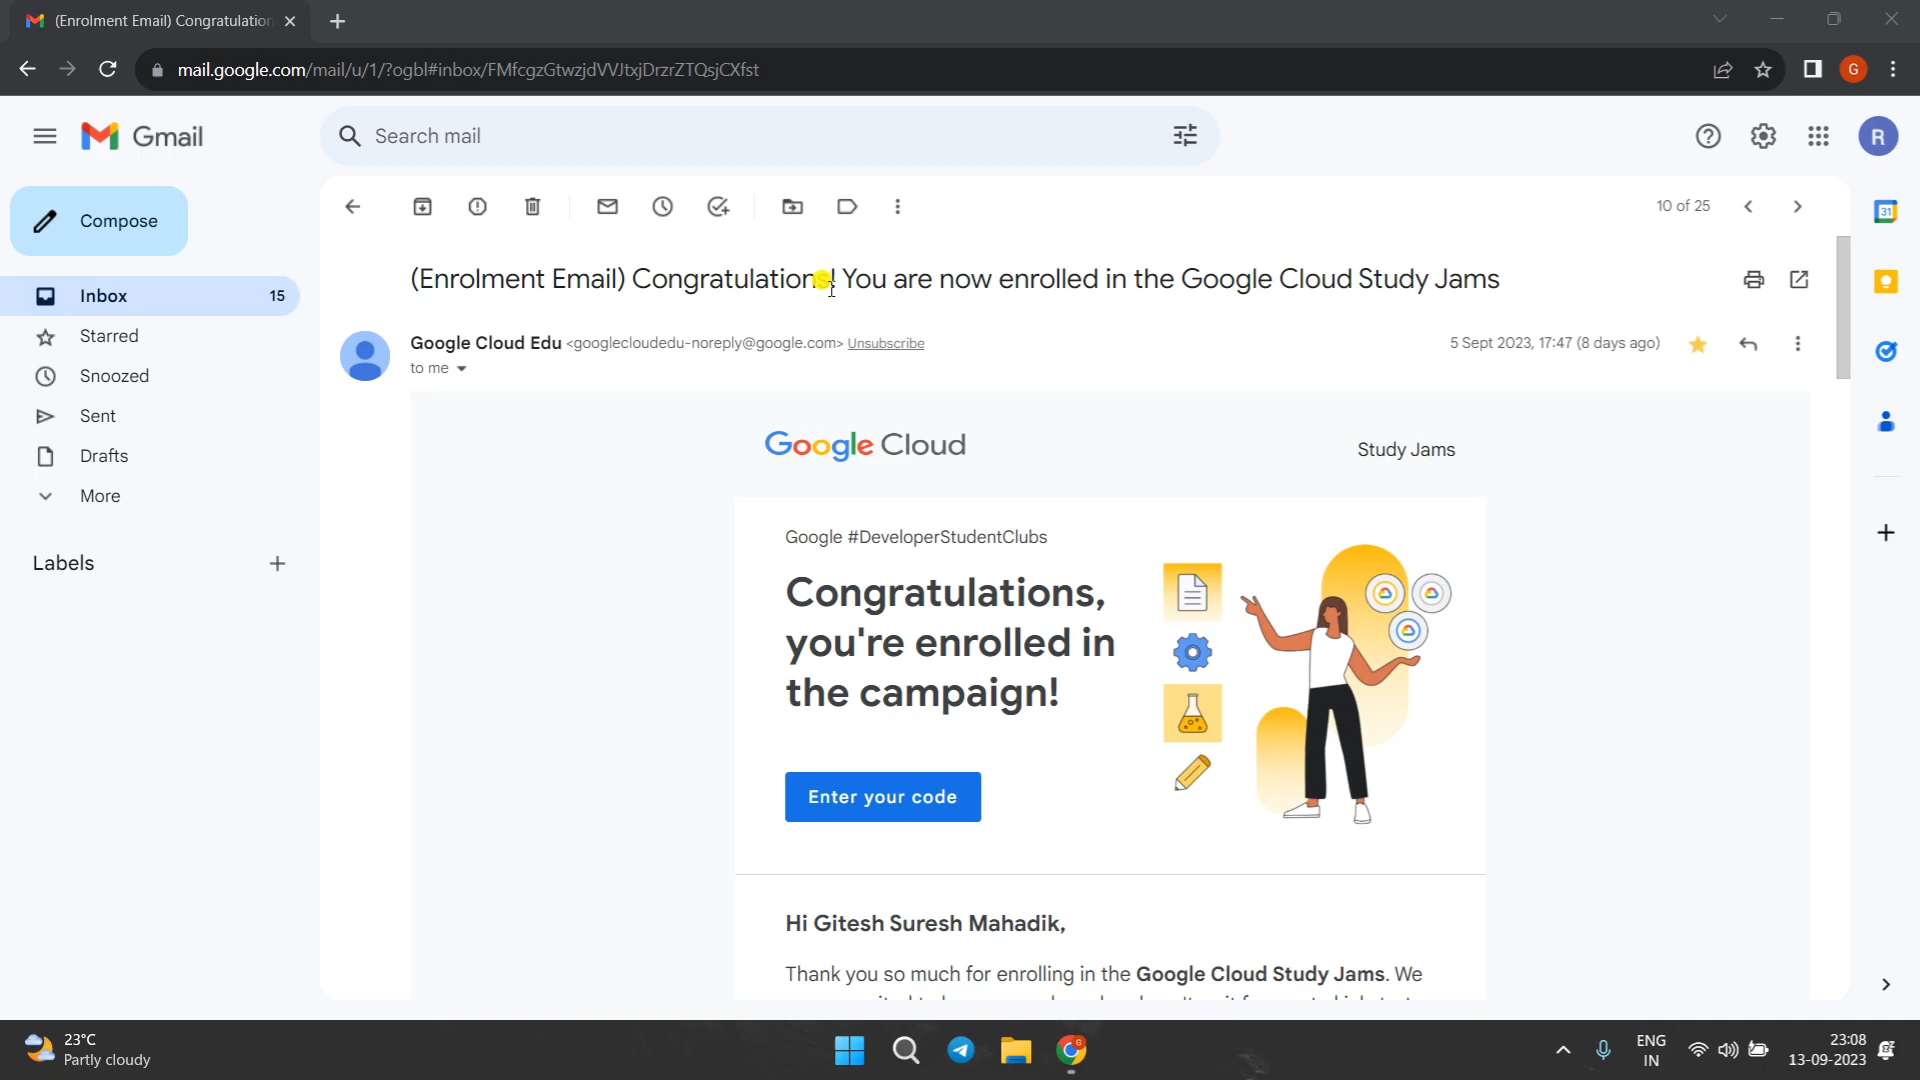 (Enrolment Email) Congratulation
mail.google.com/mail/u/1/?ogbl#inbox/FMfcgzGtwzjdVVJtxjDrzrZTQsjCXfst
G
Gmail
Search mail
R
Compose
10 of 25
31
(Enrolment Email) Congratulations! You are now enrolled in the Google Cloud Study Jams
Inbox 15
Starred
Snoozed
Sent
Drafts
More
Labels
Google Cloud Edu <googlecloudedu-noreply@google.com> Unsubscribe
5 Sept 2023, 17:47 (8 days ago)
to me
Google Cloud
Study Jams
Google #DeveloperStudentClubs
Congratulations,
you're enrolled in
the campaign!
Enter your code
Hi Gitesh Suresh Mahadik,
Thank you so much for enrolling in the Google Cloud Study Jams. We
23°C
Partly cloudy
G
ENG
IN
23:08
13-09-2023